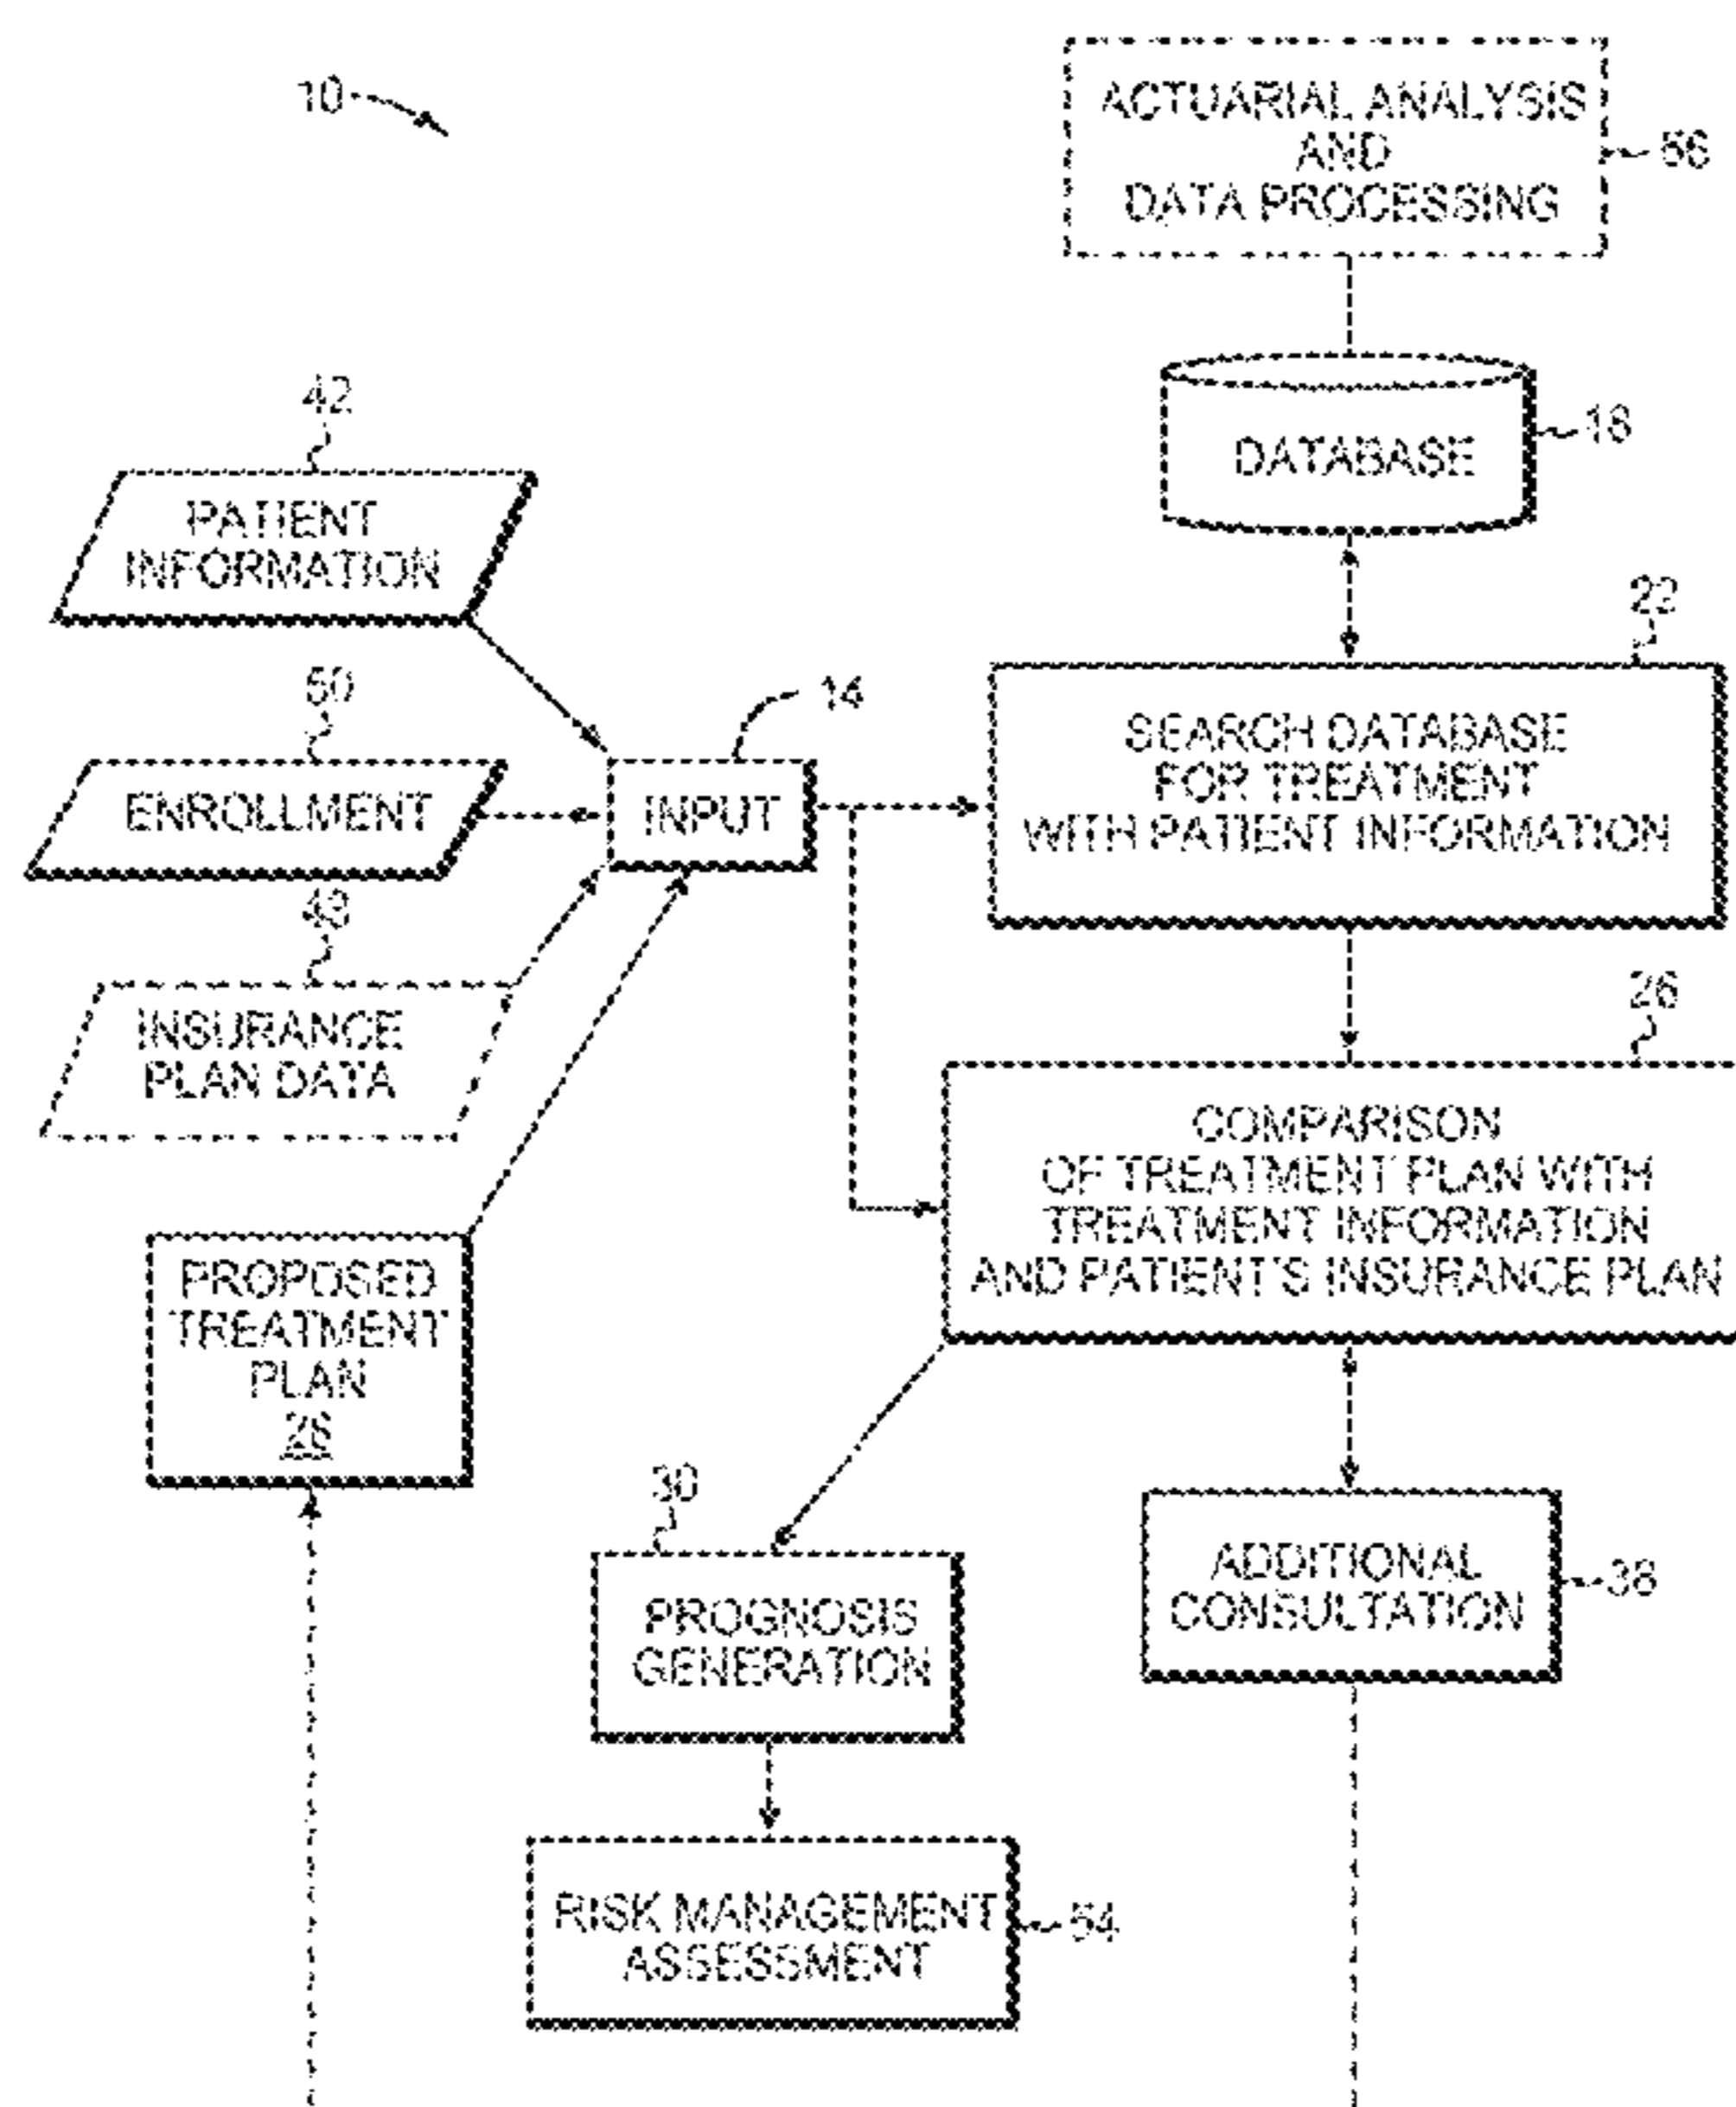 10
ACTUARIAL ANALYSIS
AND
DATA PROCESSING
DATABASE
18
42
PATIENT
INFORMATION
22
50
14
ENROLLMENT
INPUT
SEARCH DATABASE
FOR TREATMENT
WITH PATIENT INFORMATION
INSURANCE
PLAN DATA
26
COMPARISON
OF TREATMENT PLAN WITH
TREATMENT INFORMATION
AND PATIENT'S INSURANCE PLAN
PROPOSED
TREATMENT
PLAN
30
PROGNOSIS
GENERATION
ADDITIONAL
CONSULTATION
38
RISK MANAGEMENT
ASSESSMENT
54